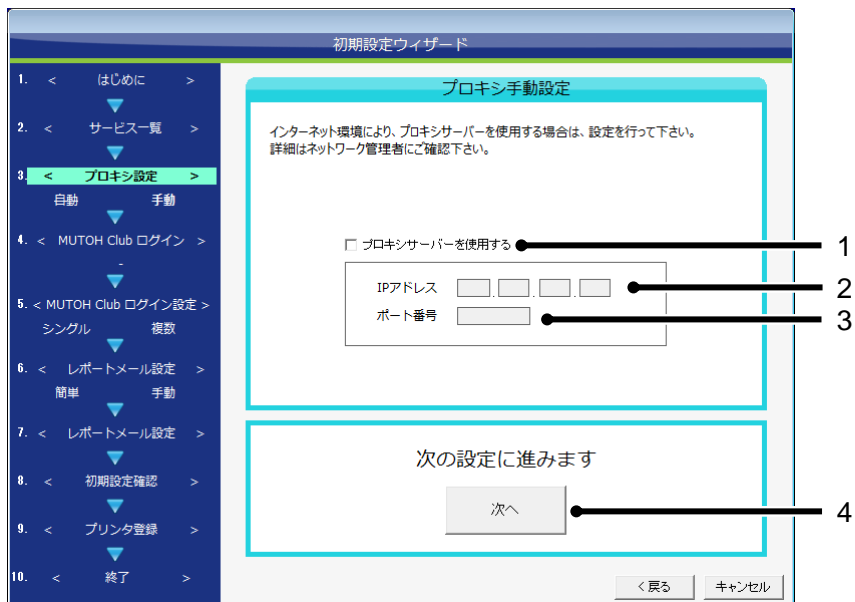 初期設定ウィザード
1. < はじめに >
2. < サービス一覧 >
3. < プロキシ設定 >
自動 手動
4. < MUTOH Club ログイン >
-
5. < MUTOH Club ログイン設定 >
シングル 複数
6. < レポートメール設定 >
簡単 手動
7. < レポートメール設定 >
8. < 初期設定確認 >
9. < プリンタ登録 >
10. < 終了 >
プロキシ手動設定
インターネット環境により、プロキシサーバーを使用する場合は、設定を行って下さい。
詳細はネットワーク管理者にご確認下さい。
プロキシサーバーを使用する 1
IPアドレス . . . 2
ポート番号 3
次の設定に進みます
次へ 4
<戻る キャンセル